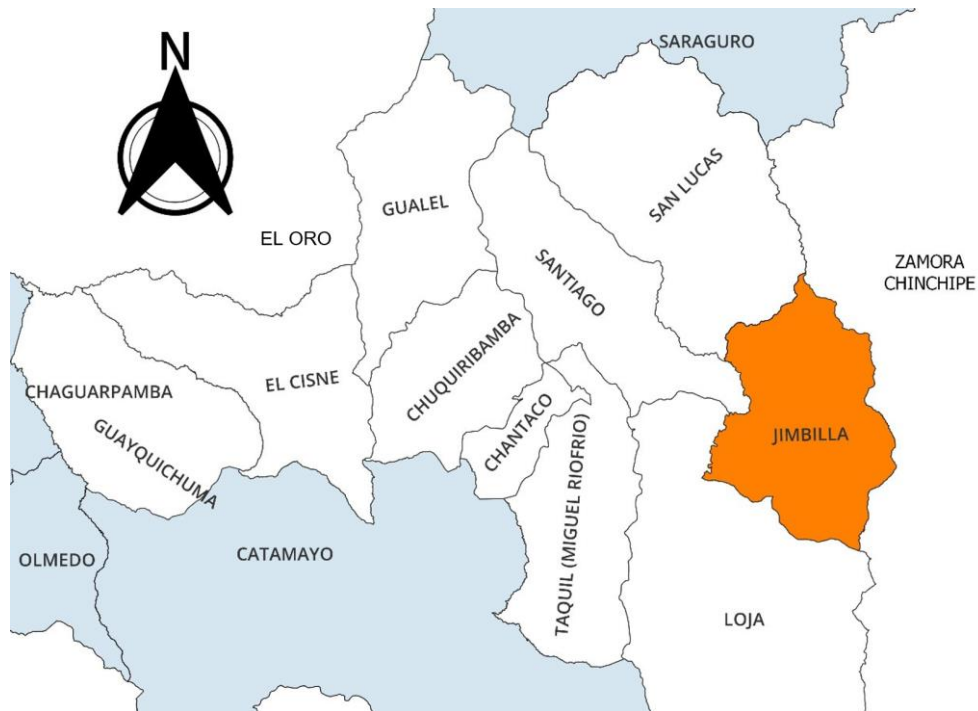 N
SARAGURO
SAN LUCAS
GUALEL
EL ORO
SANTIAGO
ZAMORA
CHINCHIPE
CHUQUIRIBAMBA
EL CISNE
CHAGUARPAMBA
GUAYQUICHUMA
CHANTACO
JIMBILLA
TAQUIL (MIGUEL RIOFRIO)
OLMEDO
CATAMAYO
LOJA